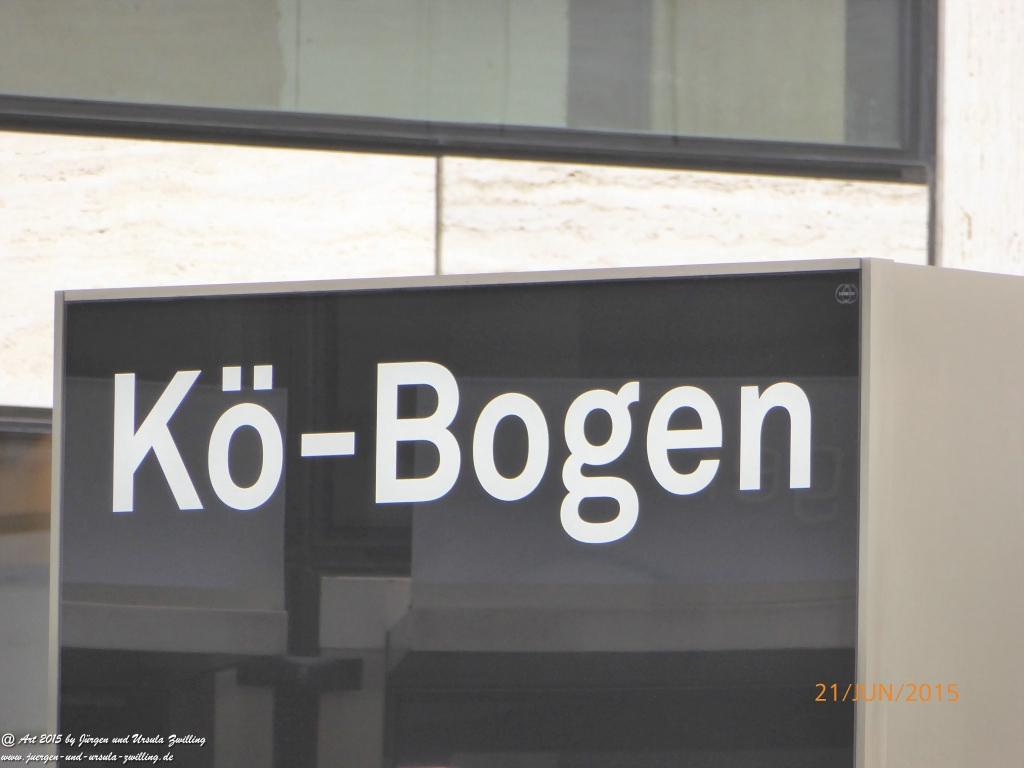 Kö-Bogen
21/JUN/2015
@ Art 2015 by Jürgen und Ursula Zwilling
www.juergen-und-ursula-zwilling.de